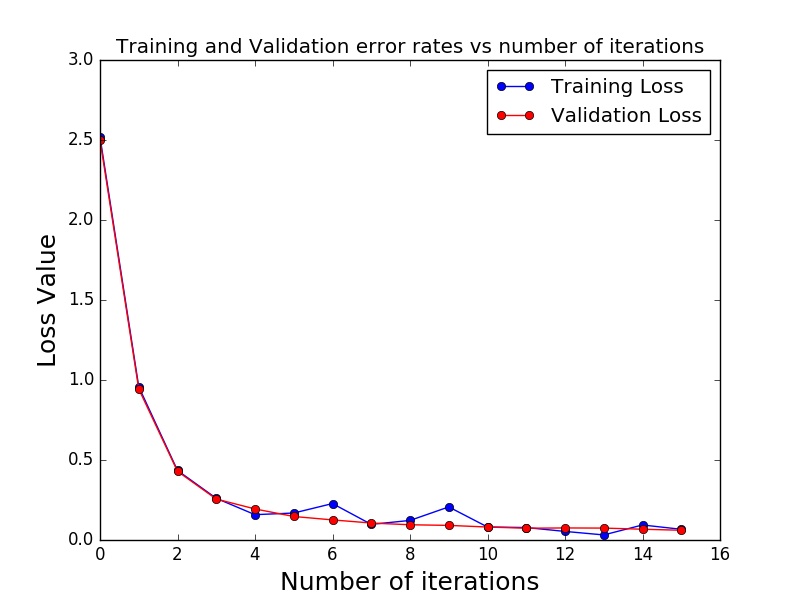 Training and Validation error rates vs number of iterations
3.0
Training Loss
Validation Loss
2.5
2.0
1.5
1.0
0.5
0.0
Loss Value
0 2 4 6 8 10 12 14 16
Number of iterations